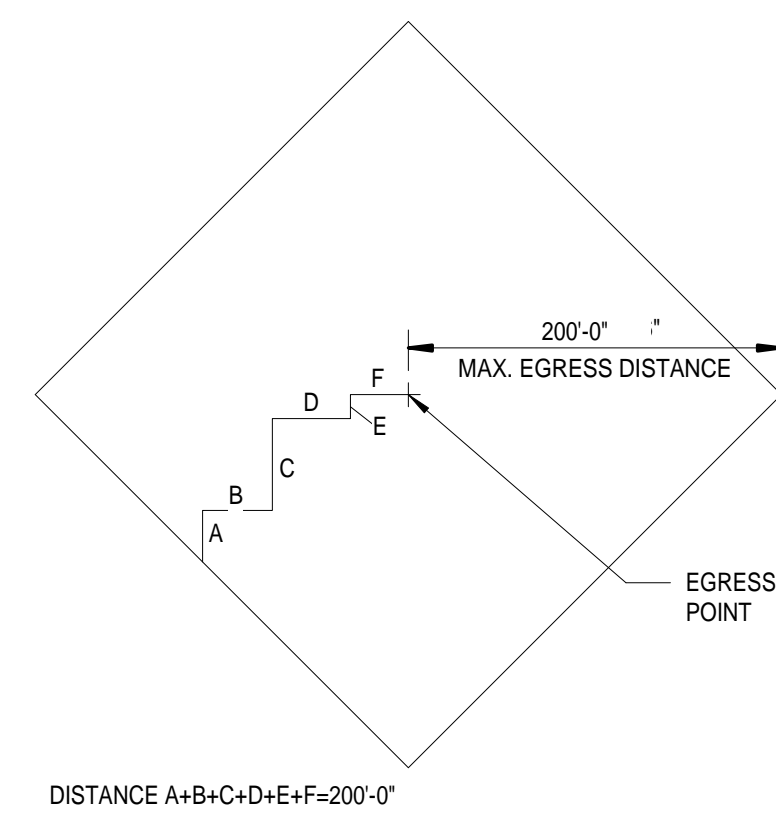 200'-0"
MAX. EGRESS DISTANCE
F
D
E
C
B
A
EGRESS
POINT
DISTANCE A+B+C+D+E+F=200'-0"